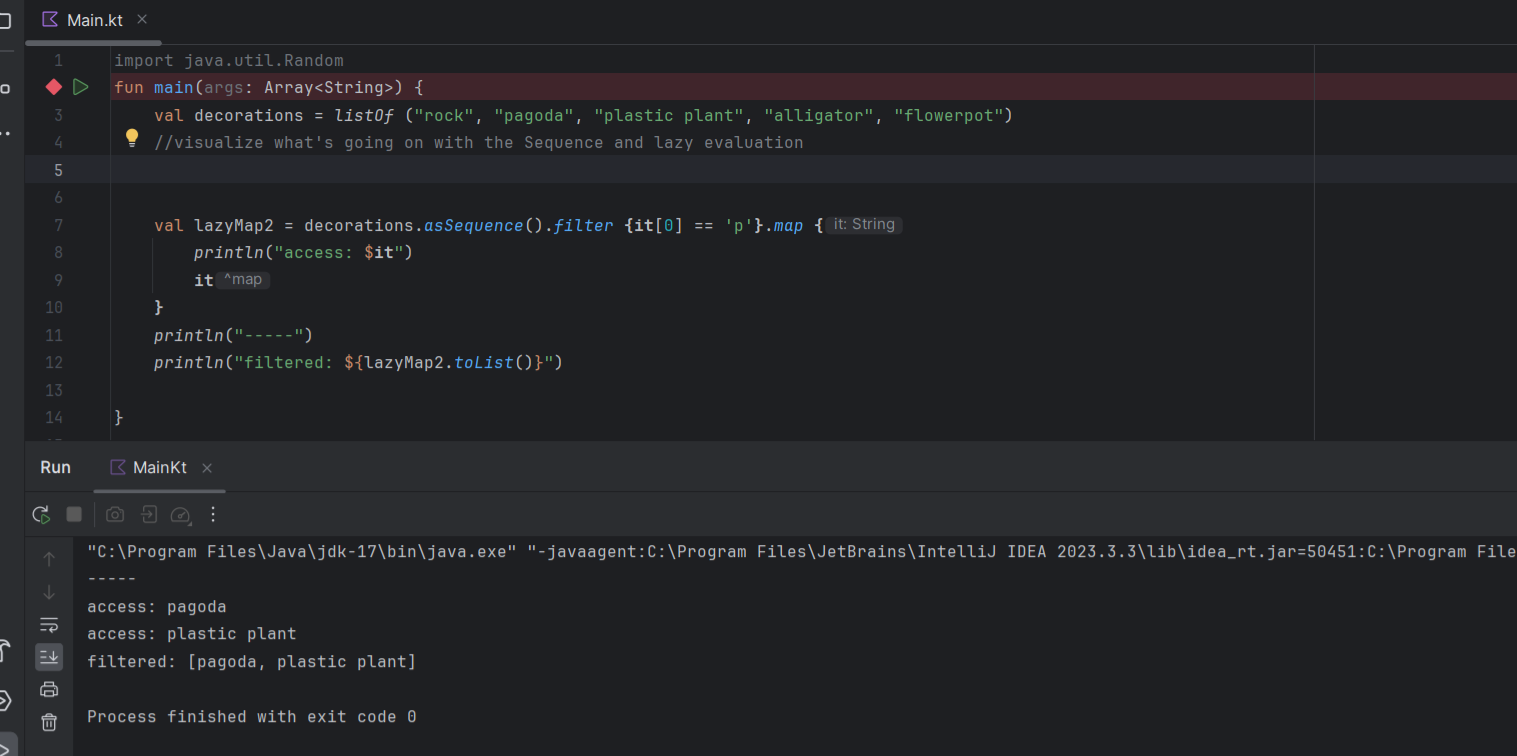 Main.kt
1 import java.util.Random
fun main(args: Array<String>) {
3 val decorations = listOf ("rock", "pagoda", "plastic plant", "alligator", "flowerpot")
4 //visualize what's going on with the Sequence and lazy evaluation
5
6
7 val lazyMap2 = decorations.asSequence().filter {it[0] == 'p'}.map { it: String
8 println("access: $it")
9 it ^map
10 }
11 println("-----")
12 println("filtered: ${lazyMap2.toList()}")
13
14 }
Run MainKt
"C:\Program Files\Java\jdk-17\bin\java.exe" "-javaagent:C:\Program Files\JetBrains\IntelliJ IDEA 2023.3.3\lib\idea_rt.jar=50451:C:\Program File
-----
access: pagoda
access: plastic plant
filtered: [pagoda, plastic plant]
Process finished with exit code 0